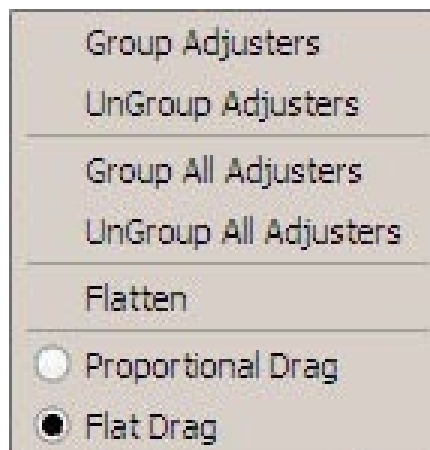 Group Adjusters
UnGroup Adjusters
Group All Adjusters
UnGroup All Adjusters
Flatten
Proportional Drag
Flat Drag